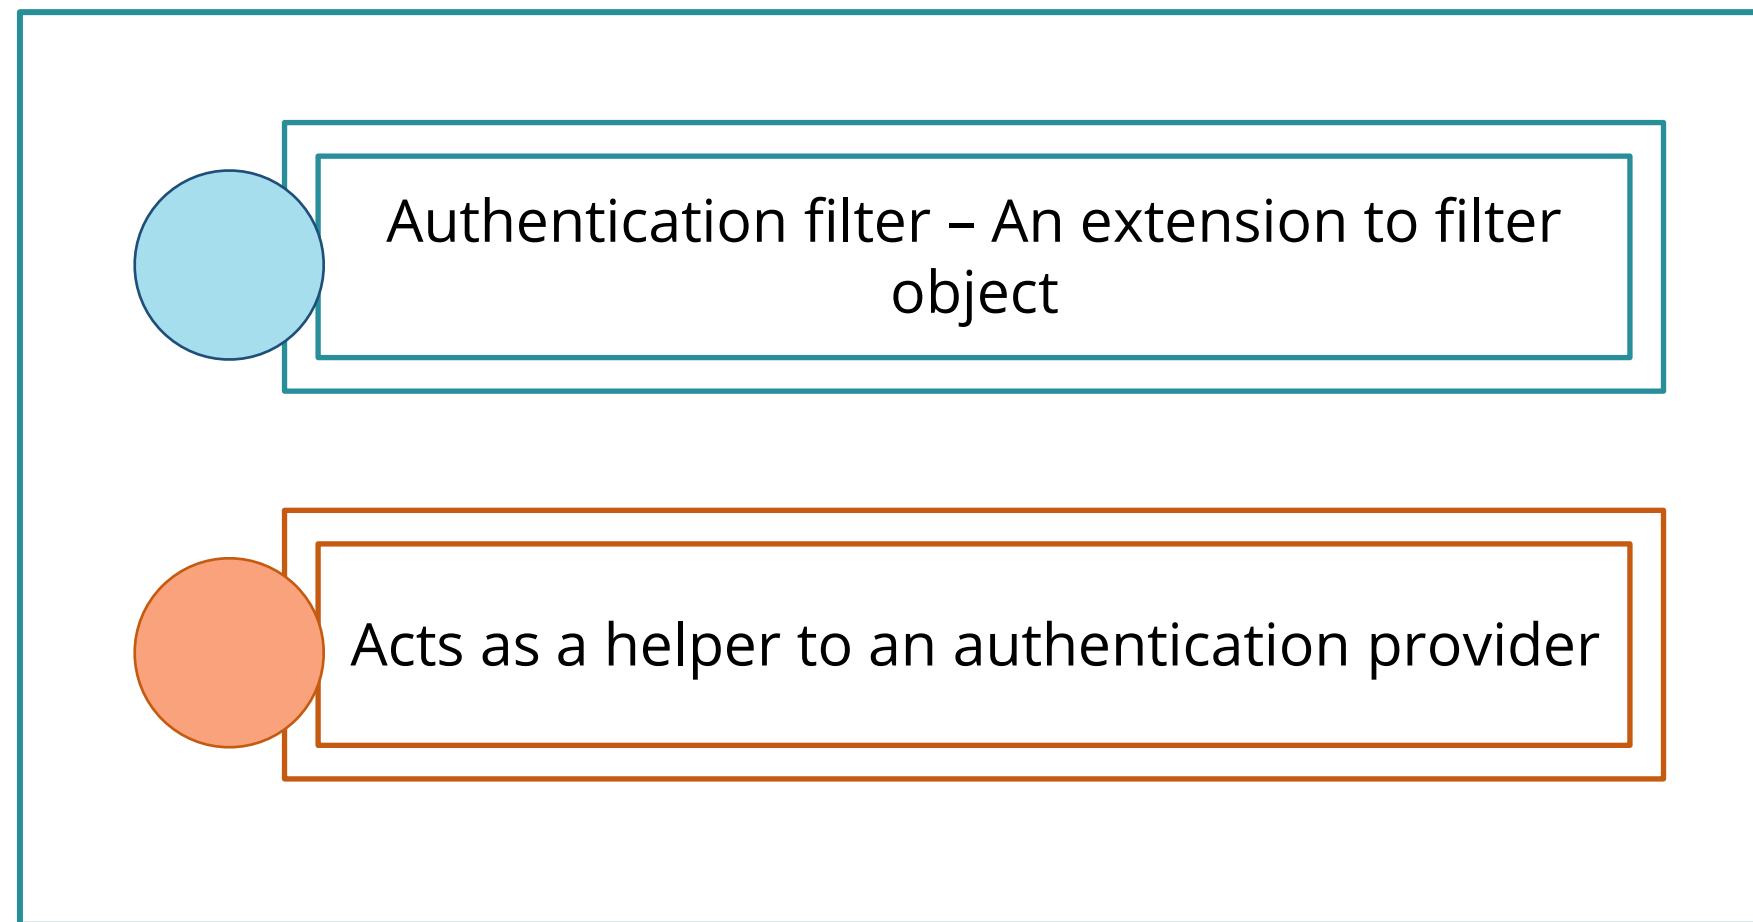 Authentication filter – An extension to filter
object
Acts as a helper to an authentication provider